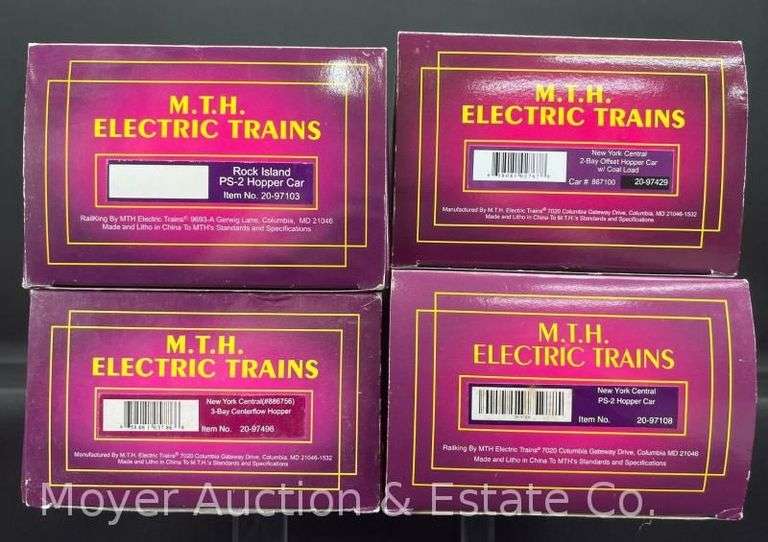 M.T.H.
ELECTRIC TRAINS
Rock Island
PS-2 Hopper Car
Item No. 20-97103
RailKing By MTH Electric Trains® 9693-A Gerwig Lane, Columbia, MD 21046
Made and Litho in China To MTH's Standards and Specifications
M.T.H.
ELECTRIC TRAINS
New York Central
2-Bay Offset Hopper Car
w/ Coal Load
Car # 867100 20-97429
Manufactured By M.T.H. Electric Trains® 7020 Columbia Gateway Drive, Columbia, MD 21046-1532
Made and Litho in China To M.T.H.'s Standards and Specifications
M.T.H.
ELECTRIC TRAINS
New York Central(#886756)
3-Bay Centerflow Hopper
Item No. 20-97496
Manufactured By M.T.H. Electric Trains® 7020 Columbia Gateway Drive, Columbia, MD 21046-1532
Made and Litho in China To M.T.H.'s Standards and Specifications
M.T.H.
ELECTRIC TRAINS
New York Central
PS-2 Hopper Car
Item No. 20-97108
Railking By MTH Electric Trains® 7020 Columbia Gateway Drive, Columbia MD 21046
Made and Litho in China To MTH's Standards and Specifications
Moyer Auction & Estate Co.